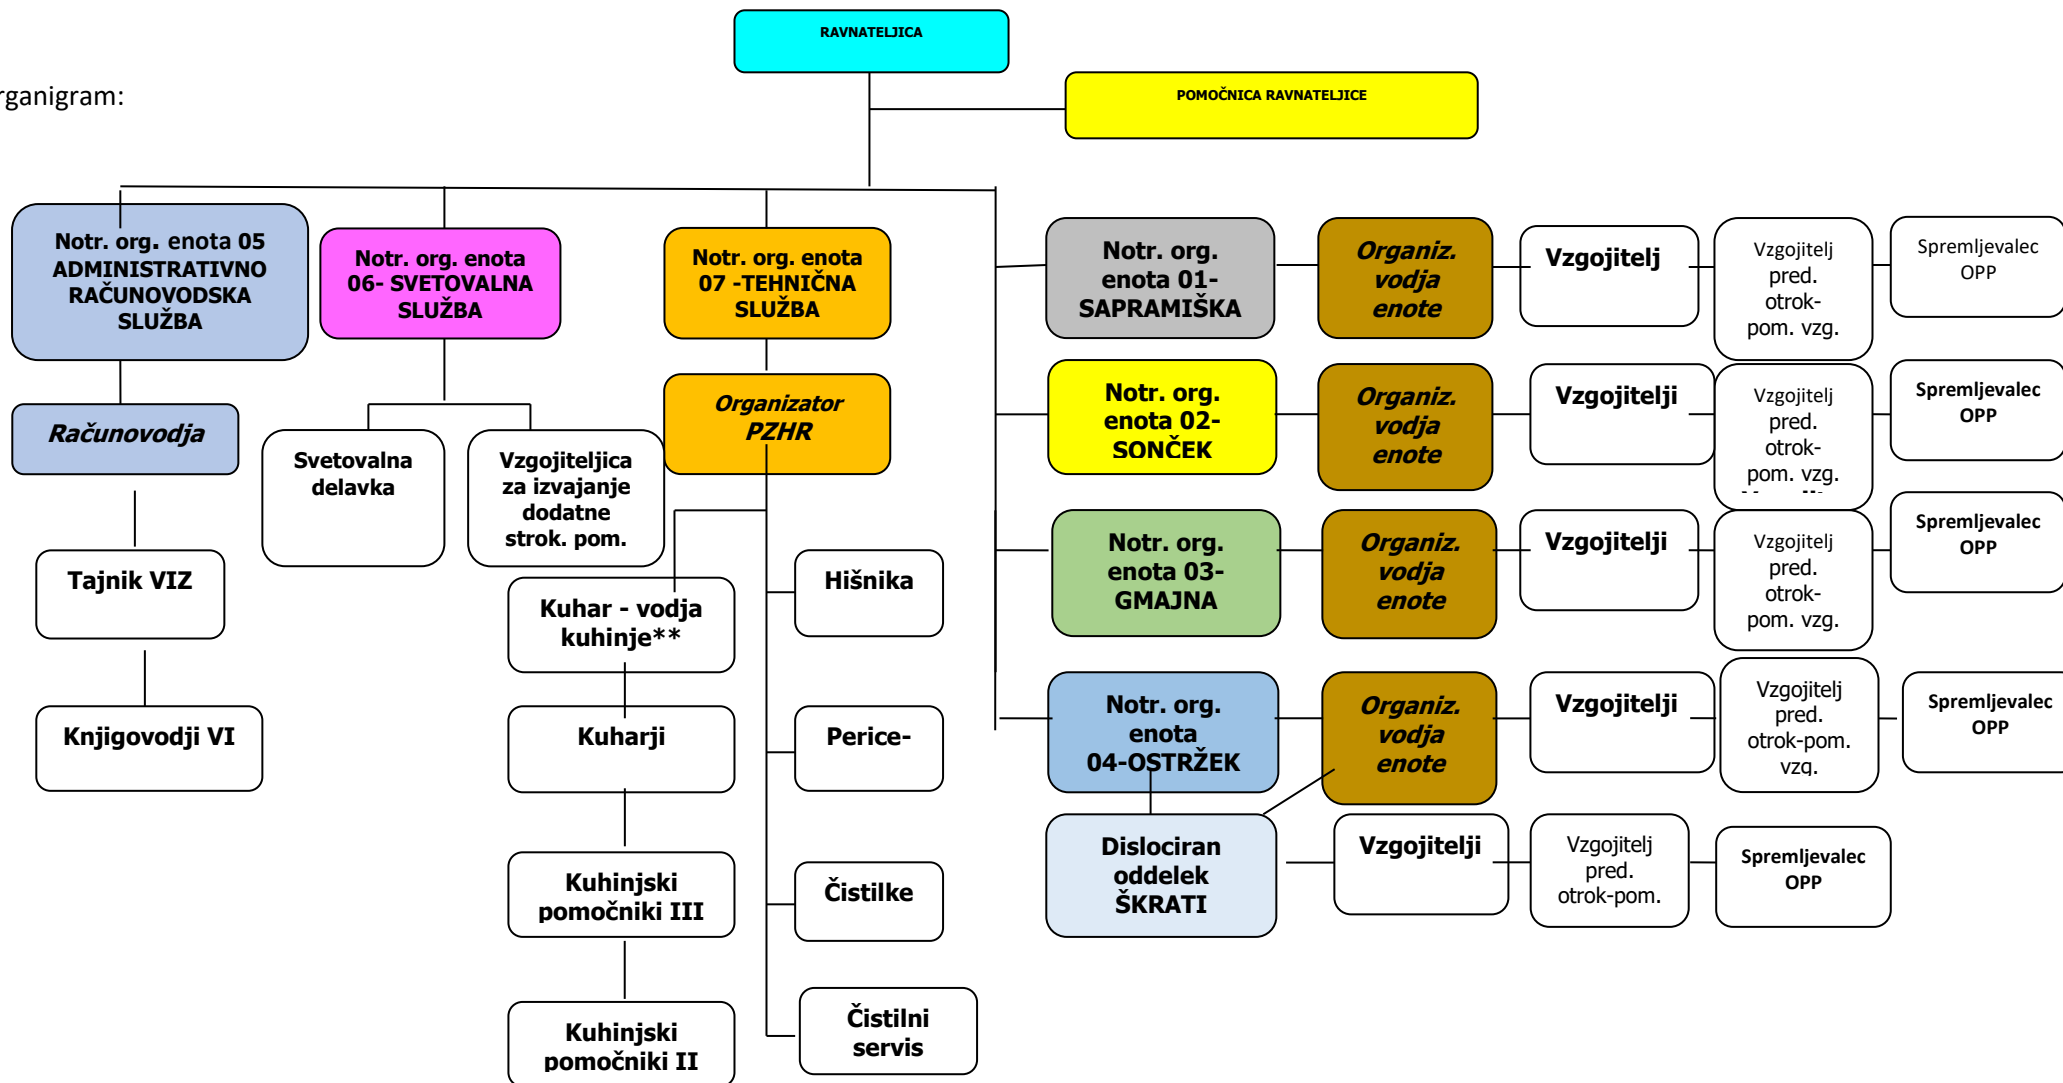 RAVNATELJICA
rganigram:
POMOČNICA RAVNATELJICE
Notr. org. enota 05
ADMINISTRATIVNO
RAČUNOVODSKA
SLUŽBA
Notr. org. enota
06- SVETOVALNA
SLUŽBA
Notr. org. enota
07 -TEHNIČNA
SLUŽBA
Notr. org.
enota 01-
SAPRAMIŠKA
Organiz.
vodja
enote
Vzgojitelj
Vzgojitelj
pred.
otrok-
pom. vzg.
Spremljevalec
OPP
Računovodja
Organizator
PZHR
Notr. org.
enota 02-
SONČEK
Organiz.
vodja
enote
Vzgojitelji
Vzgojitelj
pred.
otrok-
pom. vzg.
Spremljevalec
OPP
Svetovalna
delavka
Vzgojiteljica
za izvajanje
dodatne
strok. pom.
Notr. org.
enota 03-
GMAJNA
Organiz.
vodja
enote
Vzgojitelji
Vzgojitelj
pred.
otrok-
pom. vzg.
Spremljevalec
OPP
Tajnik VIZ
Kuhar - vodja
kuhinje**
Hišnika
Notr. org.
enota
04-OSTRŽEK
Organiz.
vodja
enote
Vzgojitelji
Vzgojitelj
pred.
otrok-pom.
vzg.
Spremljevalec
OPP
Knjigovodji VI
Kuharji
Perice-
Dislociran
oddelek
ŠKRATI
Vzgojitelji
Vzgojitelj
pred.
otrok-pom.
Spremljevalec
OPP
Kuhinjski
pomočniki III
Čistilke
Kuhinjski
pomočniki II
Čistilni
servis